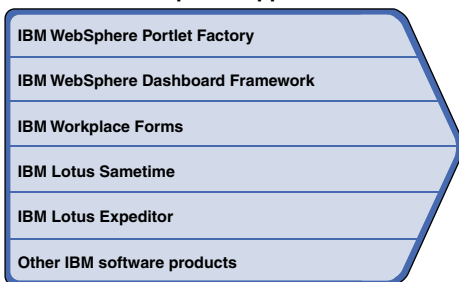 IBM WebSphere Portlet Factory
IBM WebSphere Dashboard Framework
IBM Workplace Forms
IBM Lotus Sametime
IBM Lotus Expeditor
Other IBM software products